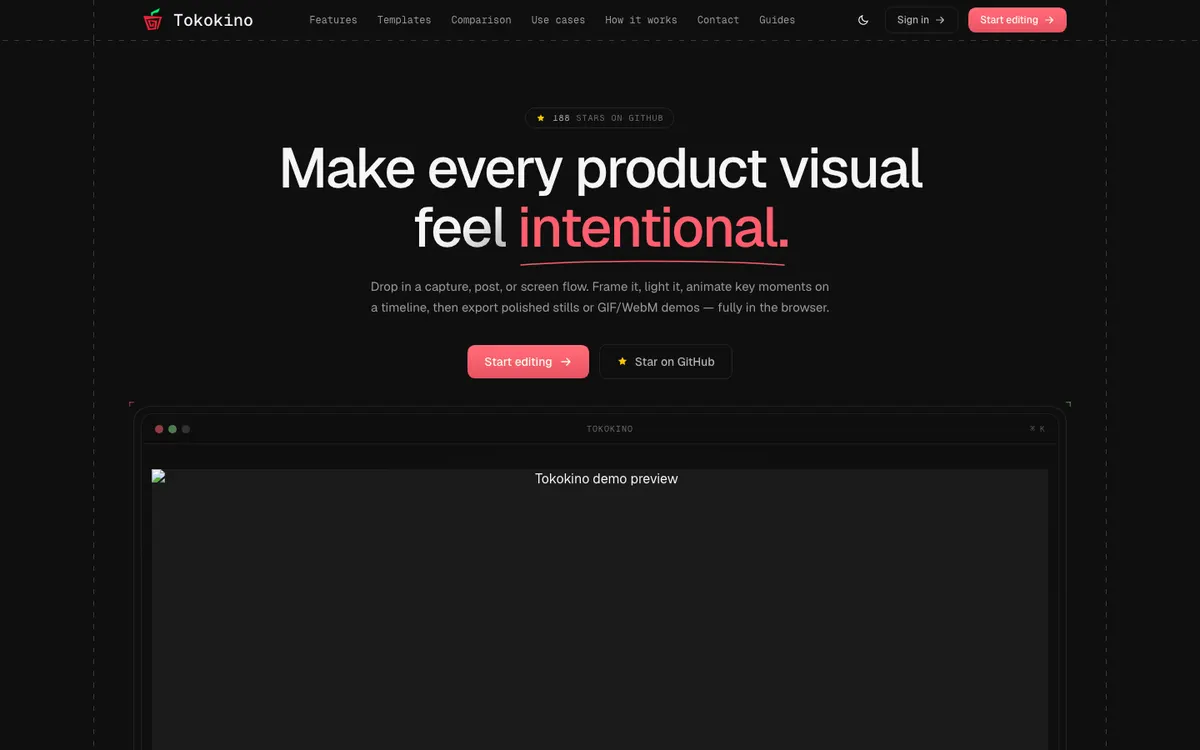 Tokokino
Features Templates Comparison Use cases How it works Contact Guides
Sign in →
Start editing →
188 STARS ON GITHUB
Make every product visual
feel intentional.
Drop in a capture, post, or screen flow. Frame it, light it, animate key moments on
a timeline, then export polished stills or GIF/WebM demos — fully in the browser.
Start editing →
Star on GitHub
TOKOKINO
⌘ K
Tokokino demo preview